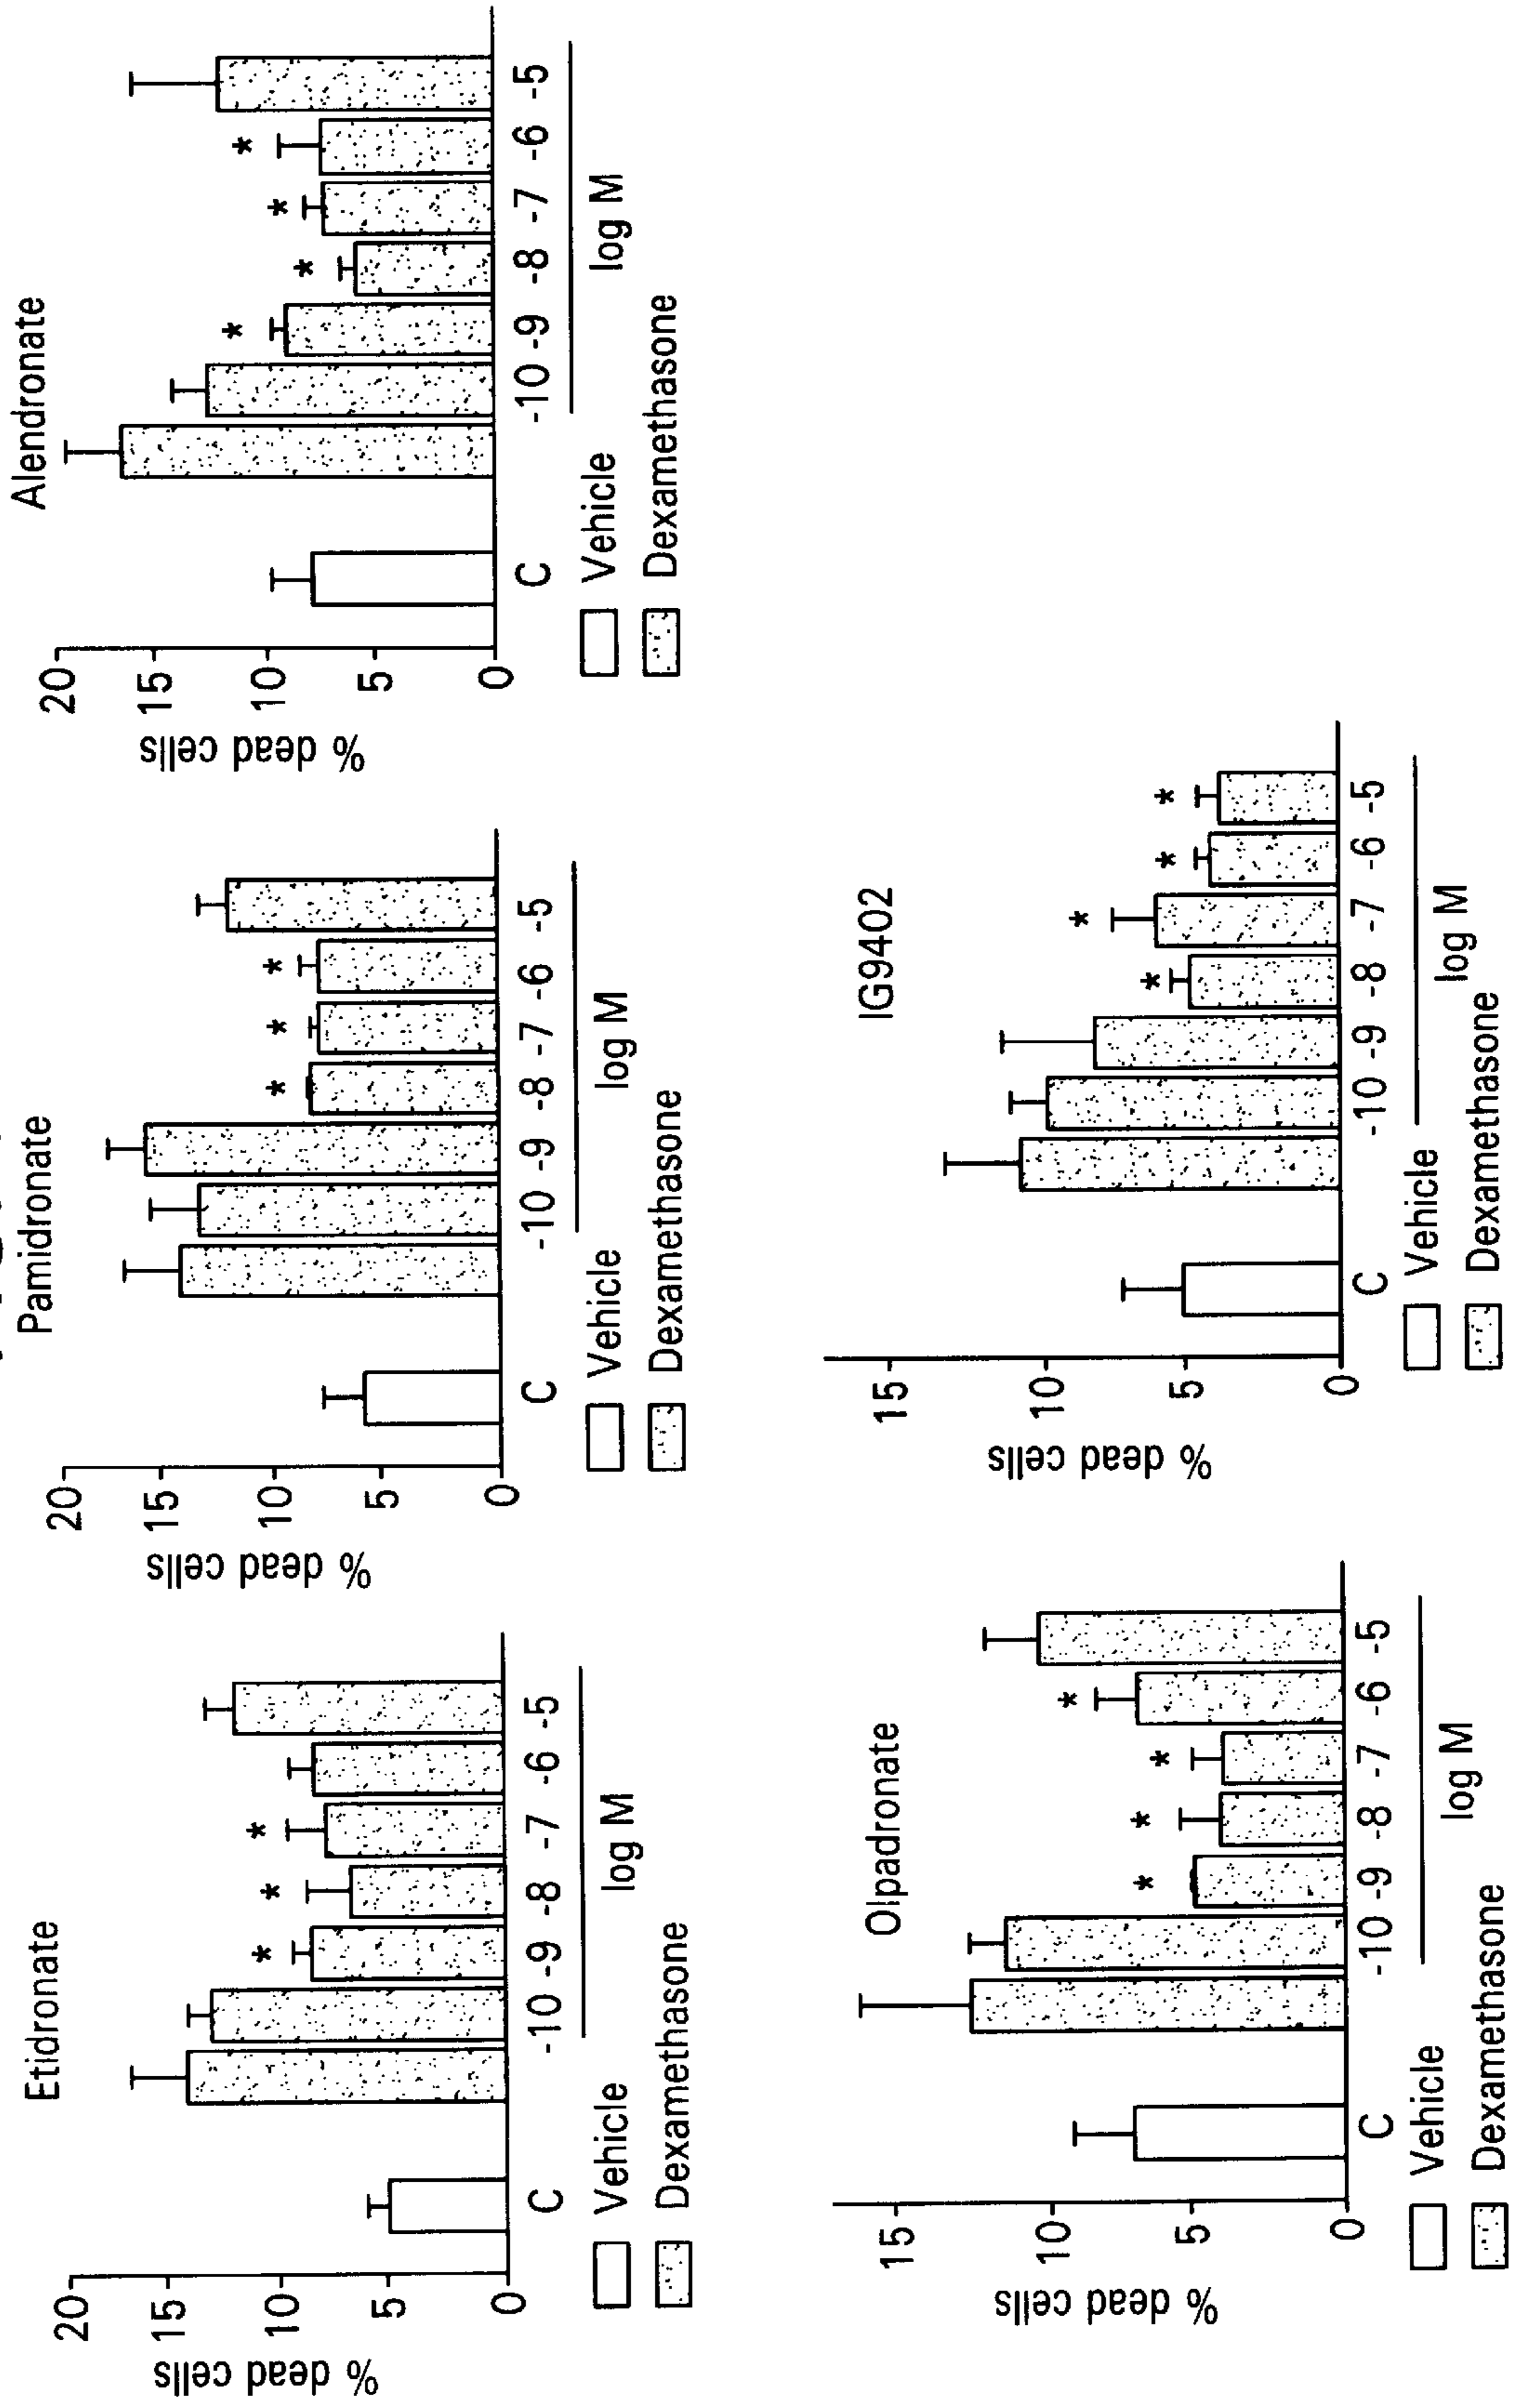 Etidronate
20
15
10
5
0
% dead cells
* * *
C -10 -9 -8 -7 -6 -5
log M
Vehicle
Dexamethasone
Pamidronate
20
15
10
5
0
% dead cells
* * *
C -10 -9 -8 -7 -6 -5
log M
Vehicle
Dexamethasone
Alendronate
20
15
10
5
0
% dead cells
* * * *
C -10 -9 -8 -7 -6 -5
log M
Vehicle
Dexamethasone
Olpadronate
15
10
5
0
% dead cells
* * * *
C -10 -9 -8 -7 -6 -5
log M
Vehicle
Dexamethasone
IG9402
15
10
5
0
% dead cells
* * * *
C -10 -9 -8 -7 -6 -5
log M
Vehicle
Dexamethasone